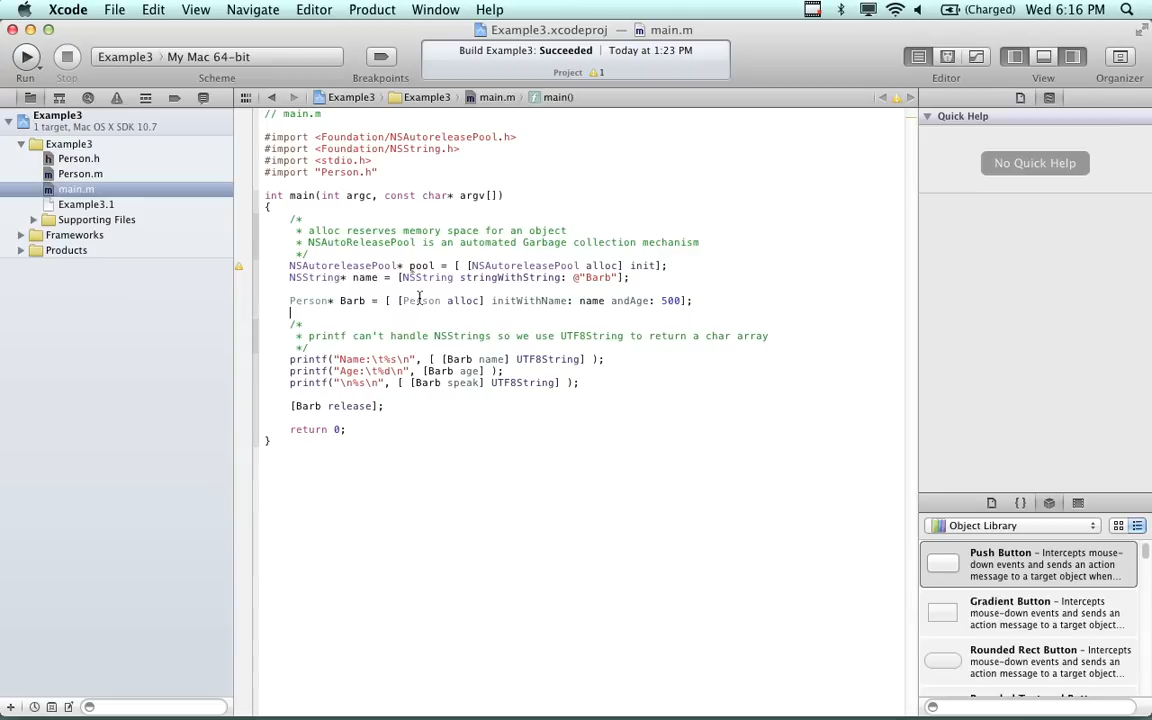 Xcode File Edit View Navigate Editor Product Window Help (Charged) Wed 6:16 PM
Example3.xcodeproj — main.m
Run Stop Example3 My Mac 64-bit Scheme Breakpoints
Build Example3: Succeeded | Today at 1:23 PM
Project 1
Editor View Organizer
Example3 Example3 main.m main()
Example3
1 target, Mac OS X SDK 10.7
Example3
Person.h
Person.m
main.m
Example3.1
Supporting Files
Frameworks
Products
// main.m
#import <Foundation/NSAutoreleasePool.h>
#import <Foundation/NSString.h>
#import <stdio.h>
#import "Person.h"
int main(int argc, const char* argv[])
{
/*
* alloc reserves memory space for an object
* NSAutoReleasePool is an automated Garbage collection mechanism
*/
NSAutoreleasePool* pool = [ [NSAutoreleasePool alloc] init];
NSString* name = [NSString stringWithString: @"Barb"];
Person* Barb = [ [Person alloc] initWithName: name andAge: 500];
/*
* printf can't handle NSStrings so we use UTF8String to return a char array
*/
printf("Name:\t%s\n", [ [Barb name] UTF8String] );
printf("Age:\t%d\n", [Barb age] );
printf("\n%s\n", [ [Barb speak] UTF8String] );
[Barb release];
return 0;
}
Quick Help
No Quick Help
Object Library
Push Button – Intercepts mouse-
down events and sends an action
message to a target object when...
Gradient Button – Intercepts
mouse-down events and sends an
action message to a target object...
Rounded Rect Button – Intercepts
mouse-down events and sends an
action message to a target object...